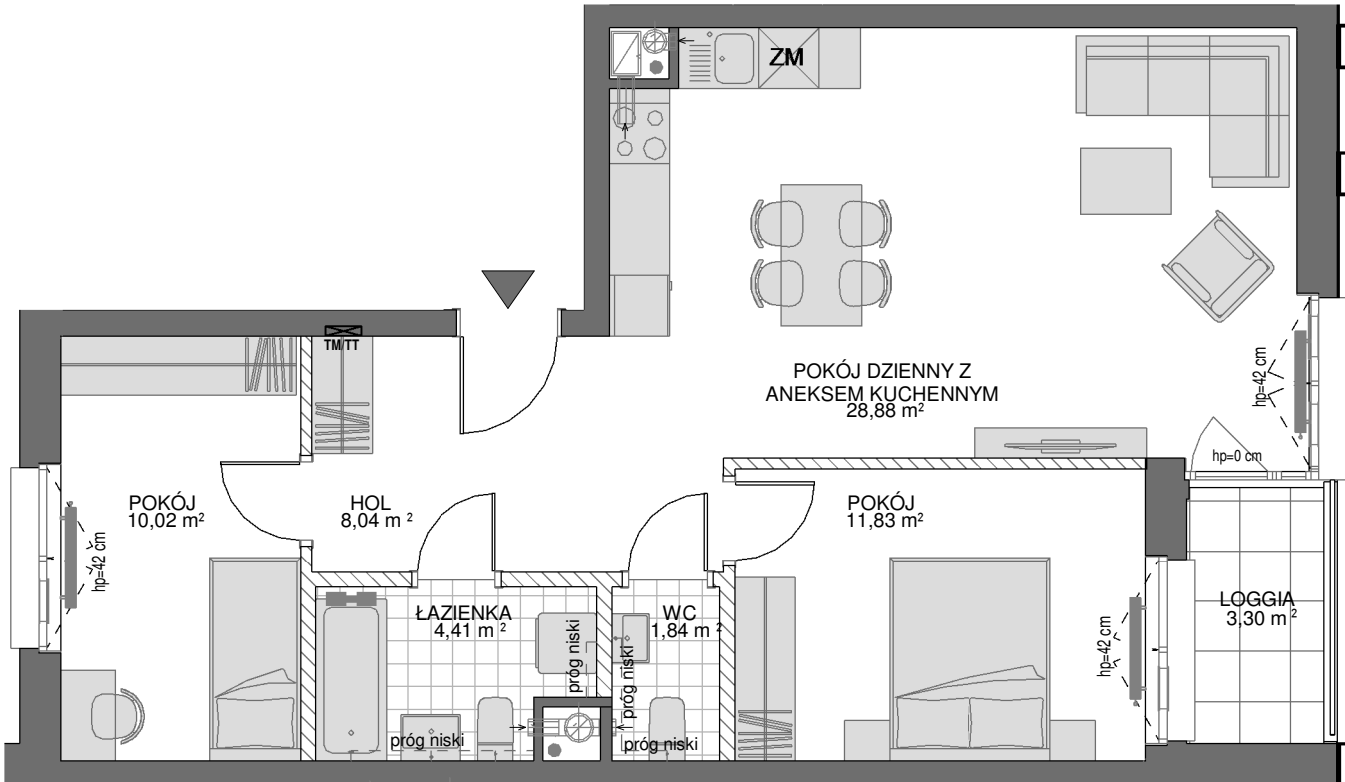 ZM
TM/TT
POKÓJ DZIENNY Z
ANEKSEM KUCHENNYM
28,88 m²
hp=42 cm
hp=0 cm
POKÓJ
10,02 m²
HOL
8,04 m ²
POKÓJ
11,83 m²
hp=42 cm
ŁAZIENKA
4,41 m ²
WC
1,84 m ²
LOGGIA
3,30 m ²
hp=42 cm
próg niski
próg niski
próg niski
próg niski